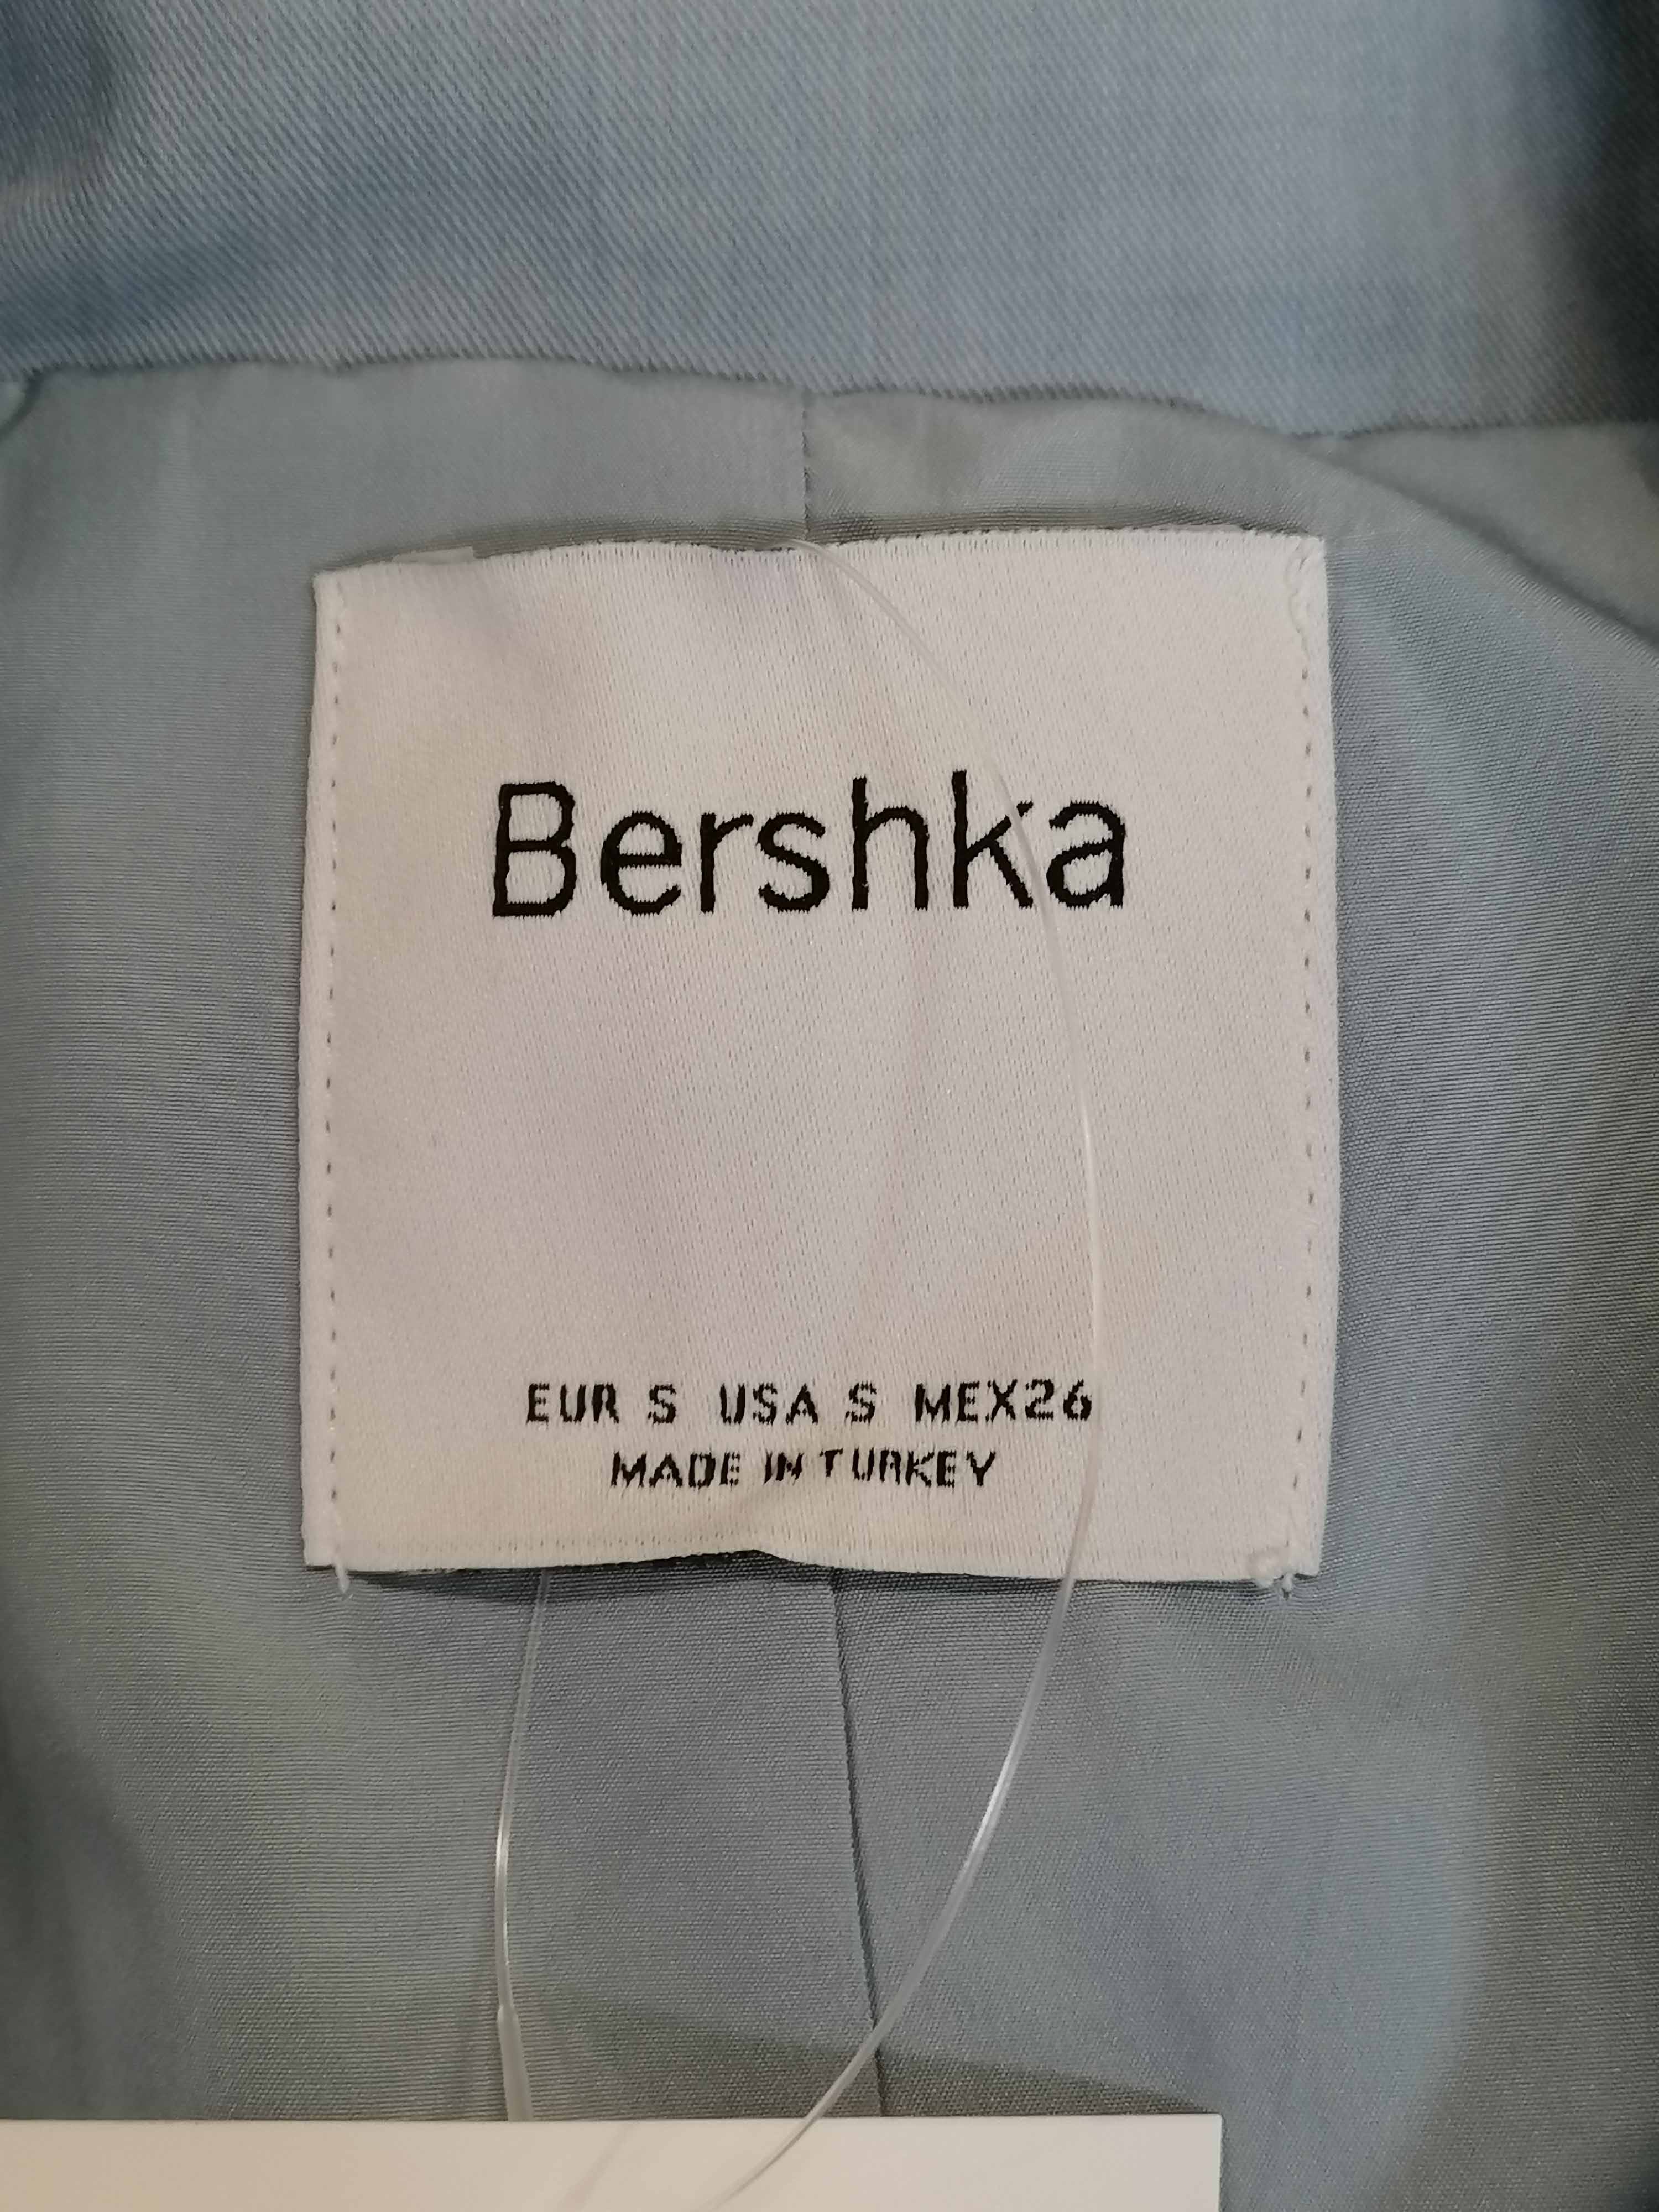 Bershka
EUR S USA S MEX26
MADE IN TURKEY